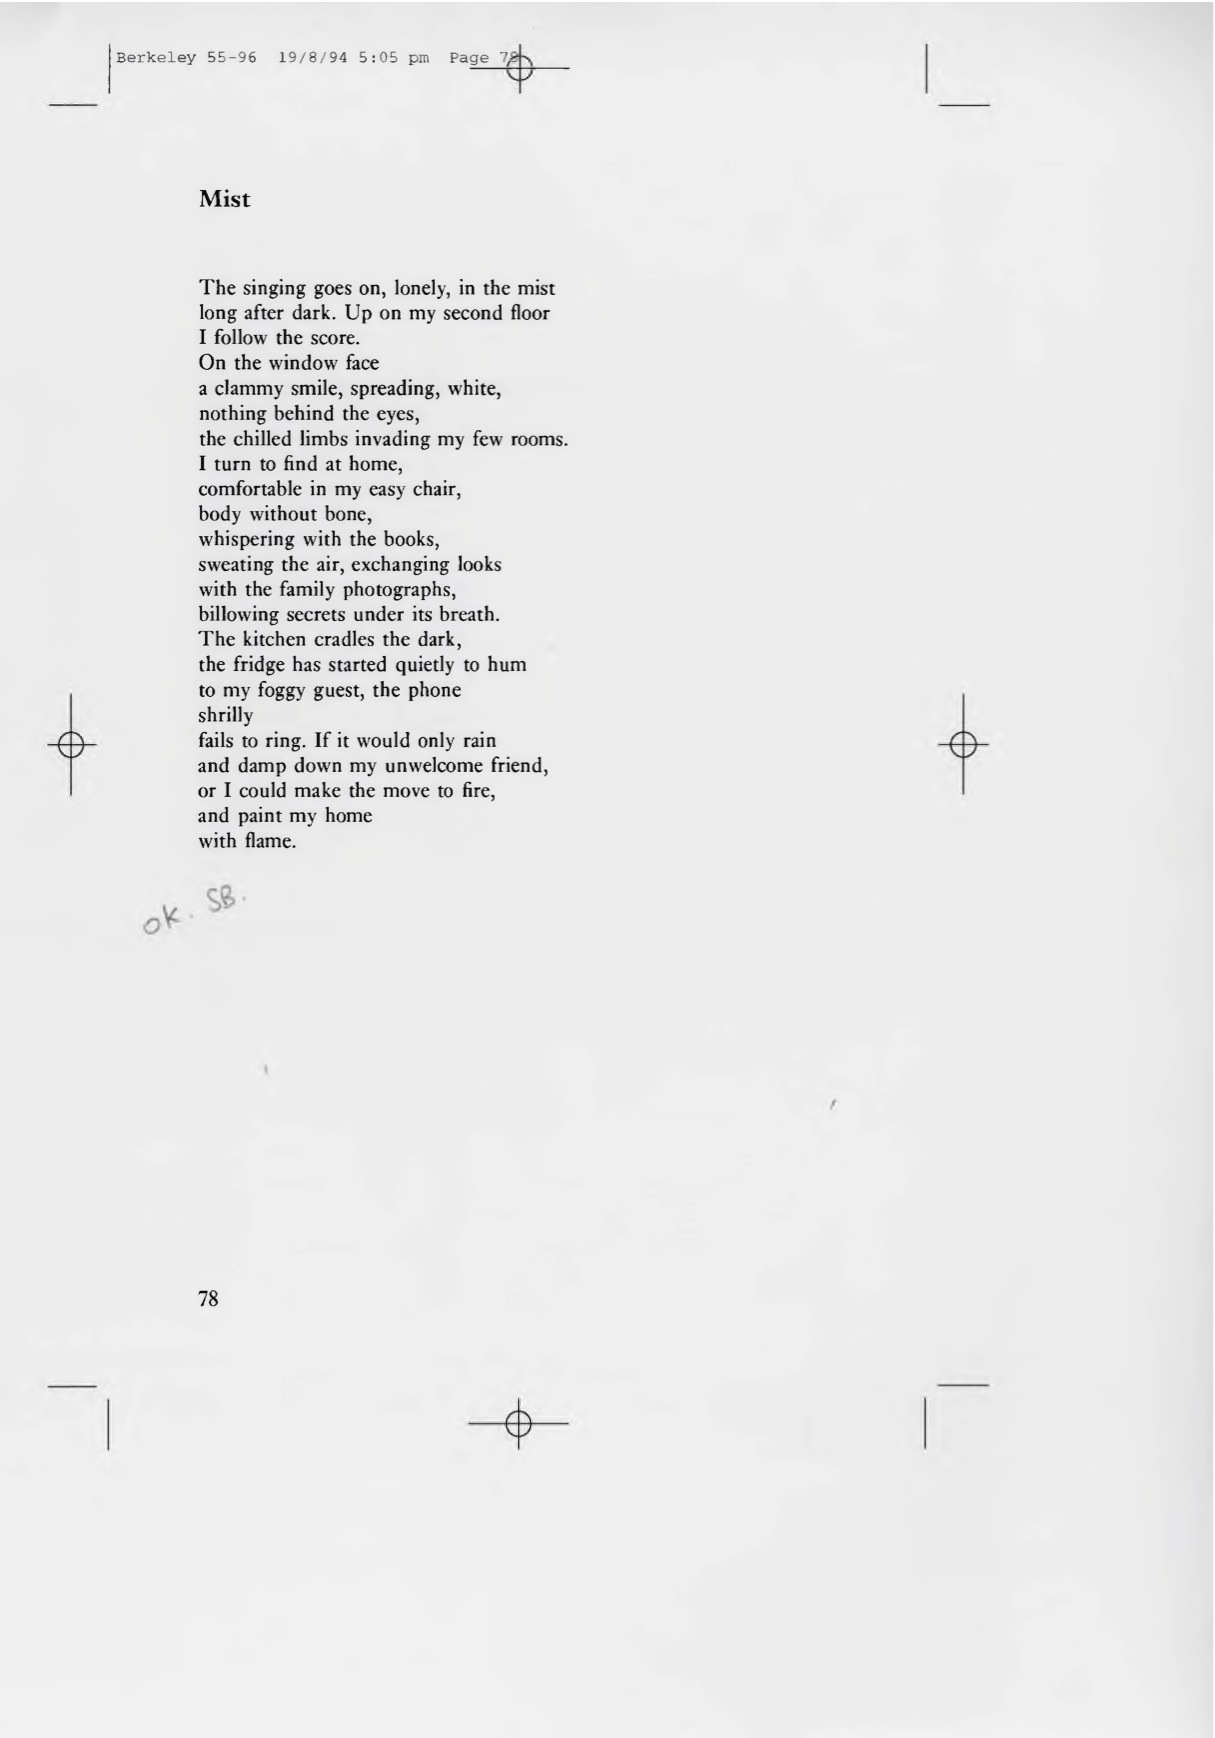 Berkeley 55-96 19/8/94 5:05 pm Page 78
Mist
The singing goes on, lonely, in the mist
long after dark. Up on my second floor
I follow the score.
On the window face
a clammy smile, spreading, white,
nothing behind the eyes,
the chilled limbs invading my few rooms.
I turn to find at home,
comfortable in my easy chair,
body without bone,
whispering with the books,
sweating the air, exchanging looks
with the family photographs,
billowing secrets under its breath.
The kitchen cradles the dark,
the fridge has started quietly to hum
to my foggy guest, the phone
shrilly
fails to ring. If it would only rain
and damp down my unwelcome friend,
or I could make the move to fire,
and paint my home
with flame.
OK. SB.
78